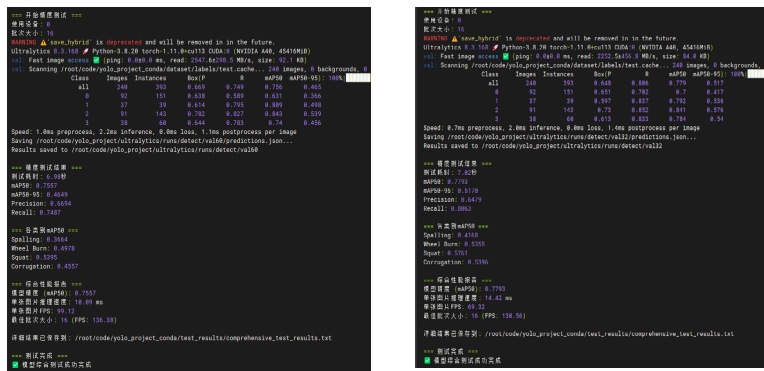 === 开始精度测试 ===
使用设备: 0
批次大小: 16
WARNING ⚠️ 'save_hybrid' is deprecated and will be removed in in the future.
Ultralytics 8.3.168 🚀 Python-3.8.20 torch-1.11.0+cu113 CUDA:0 (NVIDIA A40, 45416MiB)
val: Fast image access ✅ (ping: 0.0±0.0 ms, read: 2547.6±298.5 MB/s, size: 92.1 KB)
val: Scanning /root/code/yolo_project_conda/dataset/labels/test.cache... 240 images, 0 backgrounds, 0
Class Images Instances Box(P R mAP50 mAP50-95): 100%
all 240 393 0.669 0.749 0.756 0.465
0 92 151 0.638 0.589 0.631 0.366
1 37 39 0.614 0.795 0.809 0.498
2 91 143 0.782 0.827 0.843 0.539
3 38 60 0.644 0.783 0.74 0.456
Speed: 1.0ms preprocess, 2.2ms inference, 0.0ms loss, 1.1ms postprocess per image
Saving /root/code/yolo_project/ultralytics/runs/detect/val60/predictions.json...
Results saved to /root/code/yolo_project/ultralytics/runs/detect/val60
=== 精度测试结果 ===
测试耗时: 6.98秒
mAP50: 0.7557
mAP50-95: 0.4649
Precision: 0.6694
Recall: 0.7487
=== 各类别mAP50 ===
Spalling: 0.3664
Wheel Burn: 0.4978
Squat: 0.5395
Corrugation: 0.4557
=== 综合性能报告 ===
模型精度 (mAP50): 0.7557
单张图片推理速度: 10.09 ms
单张图片FPS: 99.12
最佳批次大小: 16 (FPS: 136.38)
详细结果已保存到: /root/code/yolo_project_conda/test_results/comprehensive_test_results.txt
=== 测试完成 ===
✅ 模型综合测试成功完成
=== 开始精度测试 ===
使用设备: 0
批次大小: 16
WARNING ⚠️ 'save_hybrid' is deprecated and will be removed in in the future.
Ultralytics 8.3.168 🚀 Python-3.8.20 torch-1.11.0+cu113 CUDA:0 (NVIDIA A40, 45416MiB)
val: Fast image access ✅ (ping: 0.0±0.0 ms, read: 2252.5±456.8 MB/s, size: 84.0 KB)
val: Scanning /root/code/yolo_project_conda/dataset/labels/test.cache... 240 images, 0 backgrounds, 0
Class Images Instances Box(P R mAP50 mAP50-95): 100%
all 240 393 0.648 0.806 0.779 0.517
0 92 151 0.651 0.702 0.7 0.417
1 37 39 0.597 0.837 0.792 0.536
2 91 143 0.73 0.852 0.841 0.576
3 38 60 0.613 0.833 0.784 0.54
Speed: 0.7ms preprocess, 2.0ms inference, 0.0ms loss, 1.1ms postprocess per image
Saving /root/code/yolo_project/ultralytics/runs/detect/val32/predictions.json...
Results saved to /root/code/yolo_project/ultralytics/runs/detect/val32
=== 精度测试结果 ===
测试耗时: 7.02秒
mAP50: 0.7793
mAP50-95: 0.5170
Precision: 0.6479
Recall: 0.8063
=== 各类别mAP50 ===
Spalling: 0.4168
Wheel Burn: 0.5355
Squat: 0.5761
Corrugation: 0.5396
=== 综合性能报告 ===
模型精度 (mAP50): 0.7793
单张图片推理速度: 14.42 ms
单张图片FPS: 69.32
最佳批次大小: 16 (FPS: 130.56)
详细结果已保存到: /root/code/yolo_project_conda/test_results/comprehensive_test_results.txt
=== 测试完成 ===
✅ 模型综合测试成功完成